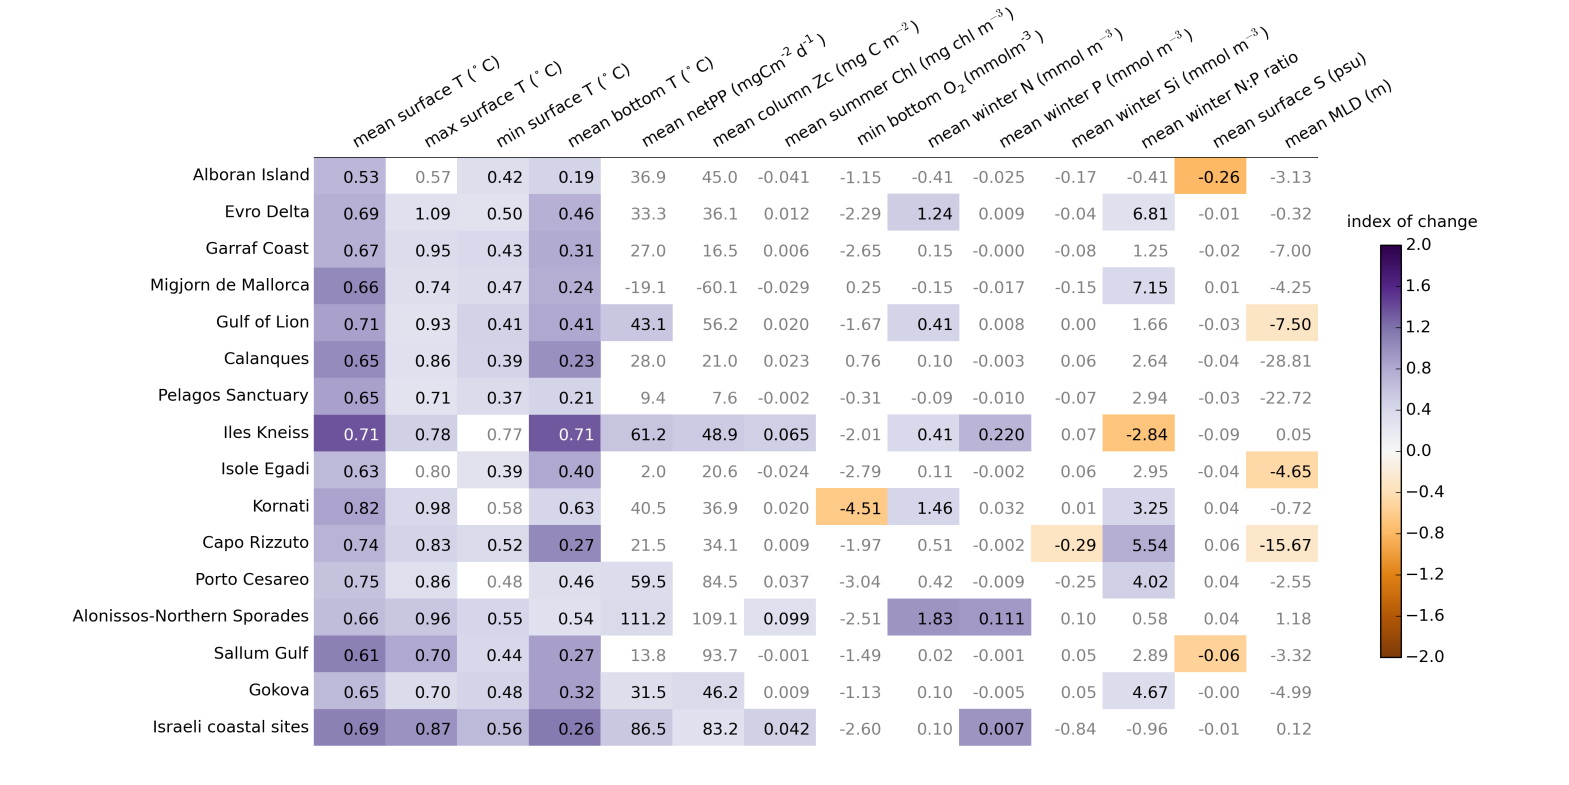 mean surface T (°C)
max surface T (°C)
min surface T (°C)
mean bottom T (°C)
mean netPP (mgCm⁻² d⁻¹)
mean column Zc (mg C m⁻²)
mean summer Chl (mg chl m⁻³)
min bottom O₂ (mmolm⁻³)
mean winter N (mmol m⁻³)
mean winter P (mmol m⁻³)
mean winter Si (mmol m⁻³)
mean winter N:P ratio
mean surface S (psu)
mean MLD (m)
Alboran Island 0.53 0.57 0.42 0.19 36.9 45.0 -0.041 -1.15 -0.41 -0.025 -0.17 -0.41 -0.26 -3.13
Evro Delta 0.69 1.09 0.50 0.46 33.3 36.1 0.012 -2.29 1.24 0.009 -0.04 6.81 -0.01 -0.32
Garraf Coast 0.67 0.95 0.43 0.31 27.0 16.5 0.006 -2.65 0.15 -0.000 -0.08 1.25 -0.02 -7.00
Migjorn de Mallorca 0.66 0.74 0.47 0.24 -19.1 -60.1 -0.029 0.25 -0.15 -0.017 -0.15 7.15 0.01 -4.25
Gulf of Lion 0.71 0.93 0.41 0.41 43.1 56.2 0.020 -1.67 0.41 0.008 0.00 1.66 -0.03 -7.50
Calanques 0.65 0.86 0.39 0.23 28.0 21.0 0.023 0.76 0.10 -0.003 0.06 2.64 -0.04 -28.81
Pelagos Sanctuary 0.65 0.71 0.37 0.21 9.4 7.6 -0.002 -0.31 -0.09 -0.010 -0.07 2.94 -0.03 -22.72
Iles Kneiss 0.71 0.78 0.77 0.71 61.2 48.9 0.065 -2.01 0.41 0.220 0.07 -2.84 -0.09 0.05
Isole Egadi 0.63 0.80 0.39 0.40 2.0 20.6 -0.024 -2.79 0.11 -0.002 0.06 2.95 -0.04 -4.65
Kornati 0.82 0.98 0.58 0.63 40.5 36.9 0.020 -4.51 1.46 0.032 0.01 3.25 0.04 -0.72
Capo Rizzuto 0.74 0.83 0.52 0.27 21.5 34.1 0.009 -1.97 0.51 -0.002 -0.29 5.54 0.06 -15.67
Porto Cesareo 0.75 0.86 0.48 0.46 59.5 84.5 0.037 -3.04 0.42 -0.009 -0.25 4.02 0.04 -2.55
Alonissos-Northern Sporades 0.66 0.96 0.55 0.54 111.2 109.1 0.099 -2.51 1.83 0.111 0.10 0.58 0.04 1.18
Sallum Gulf 0.61 0.70 0.44 0.27 13.8 93.7 -0.001 -1.49 0.02 -0.001 0.05 2.89 -0.06 -3.32
Gokova 0.65 0.70 0.48 0.32 31.5 46.2 0.009 -1.13 0.10 -0.005 0.05 4.67 -0.00 -4.99
Israeli coastal sites 0.69 0.87 0.56 0.26 86.5 83.2 0.042 -2.60 0.10 0.007 -0.84 -0.96 -0.01 0.12
index of change
2.0
1.6
1.2
0.8
0.4
0.0
−0.4
−0.8
−1.2
−1.6
−2.0